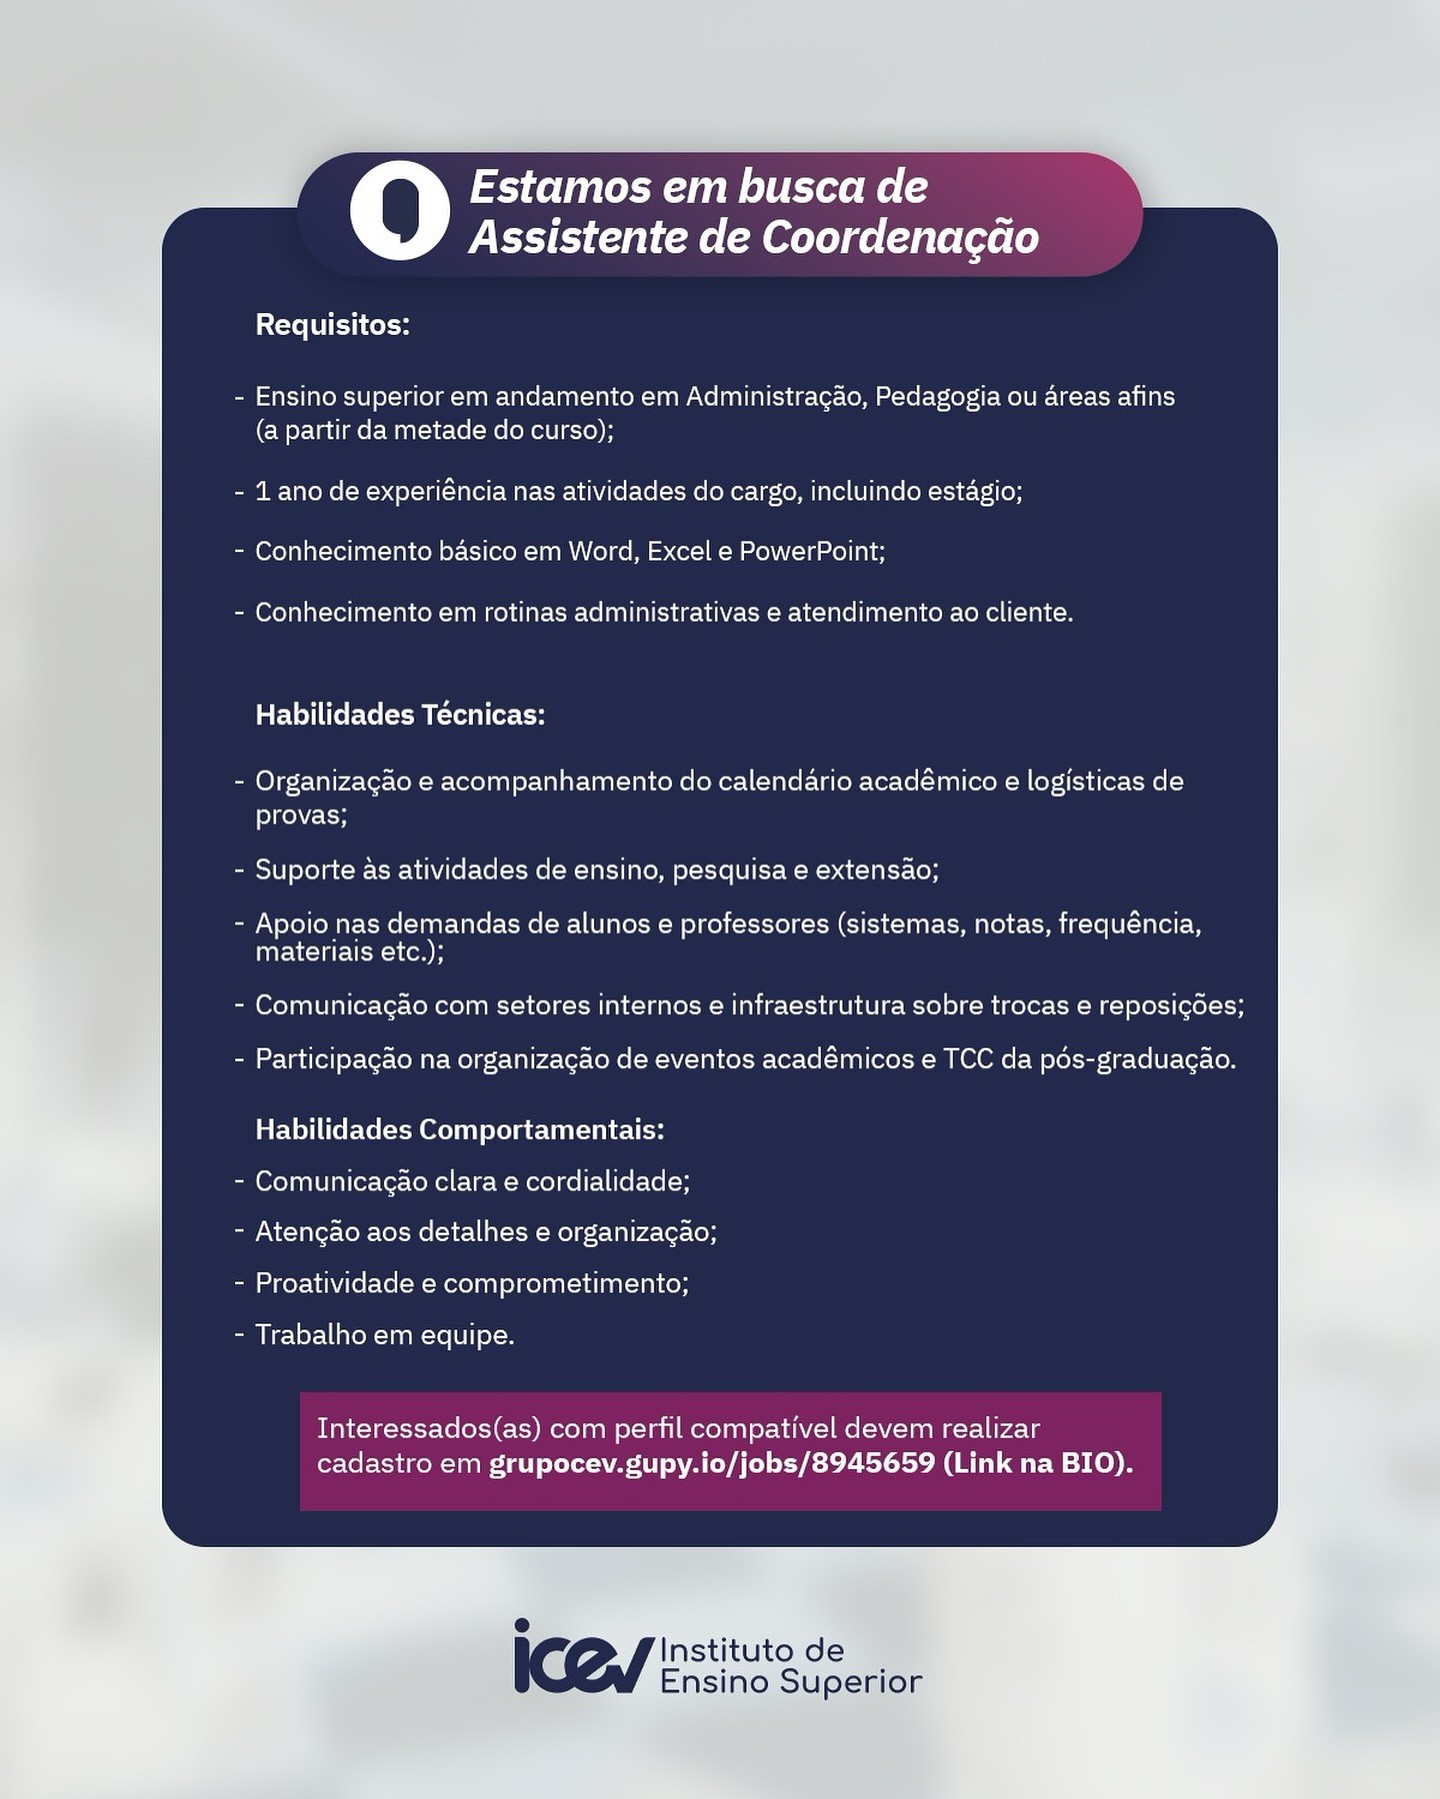 Estamos em busca de
Assistente de Coordenação
Requisitos:
- Ensino superior em andamento em Administração, Pedagogia ou áreas afins
(a partir da metade do curso);
- 1 ano de experiência nas atividades do cargo, incluindo estágio;
- Conhecimento básico em Word, Excel e PowerPoint;
- Conhecimento em rotinas administrativas e atendimento ao cliente.
Habilidades Técnicas:
- Organização e acompanhamento do calendário acadêmico e logísticas de
provas;
- Suporte às atividades de ensino, pesquisa e extensão;
- Apoio nas demandas de alunos e professores (sistemas, notas, frequência,
materiais etc.);
- Comunicação com setores internos e infraestrutura sobre trocas e reposições;
- Participação na organização de eventos acadêmicos e TCC da pós-graduação.
Habilidades Comportamentais:
- Comunicação clara e cordialidade;
- Atenção aos detalhes e organização;
- Proatividade e comprometimento;
- Trabalho em equipe.
Interessados(as) com perfil compatível devem realizar
cadastro em grupocev.gupy.io/jobs/8945659 (Link na BIO).
icev Instituto de
Ensino Superior